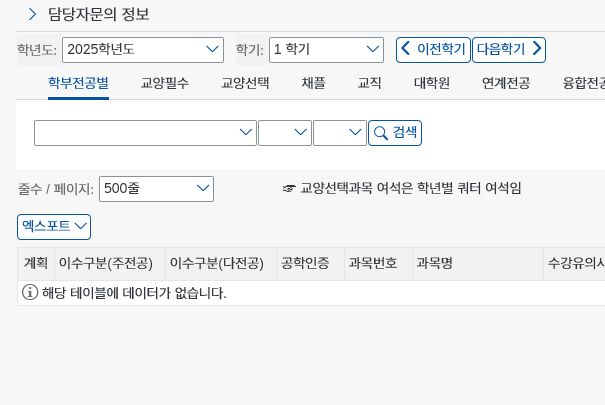 담당자문의 정보
학년도: 2025학년도 학기: 1 학기 이전학기 다음학기
학부전공별 교양필수 교양선택 채플 교직 대학원 연계전공 융합전공
검색
줄수 / 페이지: 500줄 ☞ 교양선택과목 여석은 학년별 쿼터 여석임
엑스포트
계획 이수구분(주전공) 이수구분(다전공) 공학인증 과목번호 과목명 수강유의사
해당 테이블에 데이터가 없습니다.